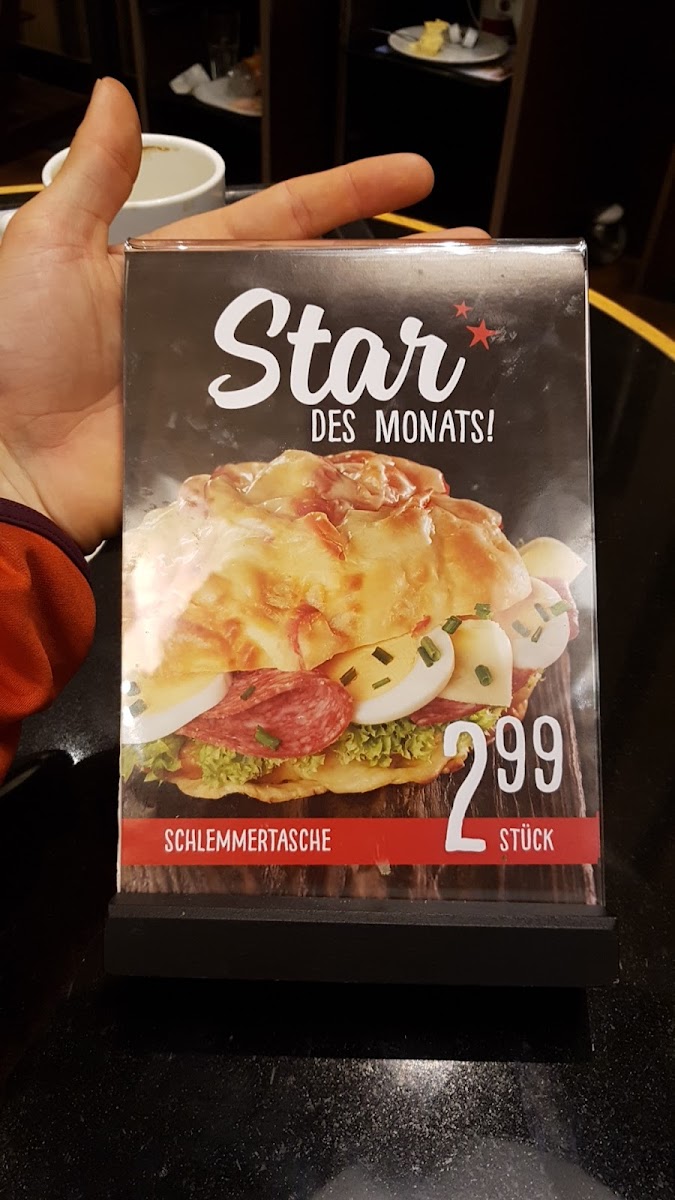 Star
DES MONATS!
SCHLEMMERTASCHE
2 99
STÜCK